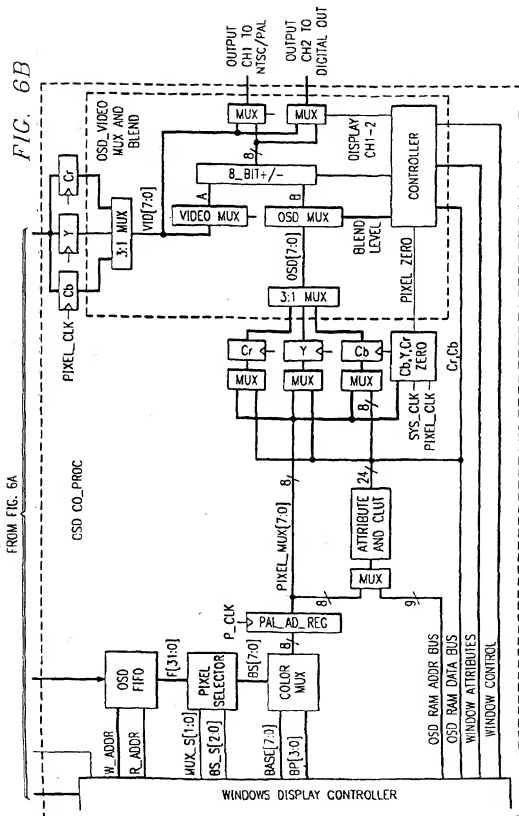 FIG. 6B
FROM FIG. 6A
OSD CO_PROC
PIXEL_CLK
Cb
Y
Cr
3:1 MUX
VID[7:0]
OSD_VIDEO
MUX AND
BLEND
OUTPUT
CH1 TO
NTSC/PAL
OUTPUT
CH2 TO
DIGITAL OUT
MUX
MUX
8
8_BIT+/-
A
B
VIDEO MUX
OSD MUX
DISPLAY
CH1-2
BLEND
LEVEL
CONTROLLER
OSD[7:0]
3:1 MUX
PIXEL ZERO
Cr
Y
Cb
MUX
MUX
MUX
8
Cb,Y,Cr
ZERO
SYS_CLK
PIXEL_CLK
Cr,Cb
8
PIXEL_MUX[7:0]
24
ATTRIBUTE
AND CLUT
MUX
8
9
P_CLK
PAL_AD_REG
8
W_ADDR
R_ADDR
OSD
FIFO
F[31:0]
MUX_S[1:0]
BS_S[2:0]
PIXEL
SELECTOR
BS[7:0]
BASE[7:0]
BP[3:0]
COLOR
MUX
OSD RAM ADDR BUS
OSD RAM DATA BUS
WINDOW ATTRIBUTES
WINDOW CONTROL
WINDOWS DISPLAY CONTROLLER